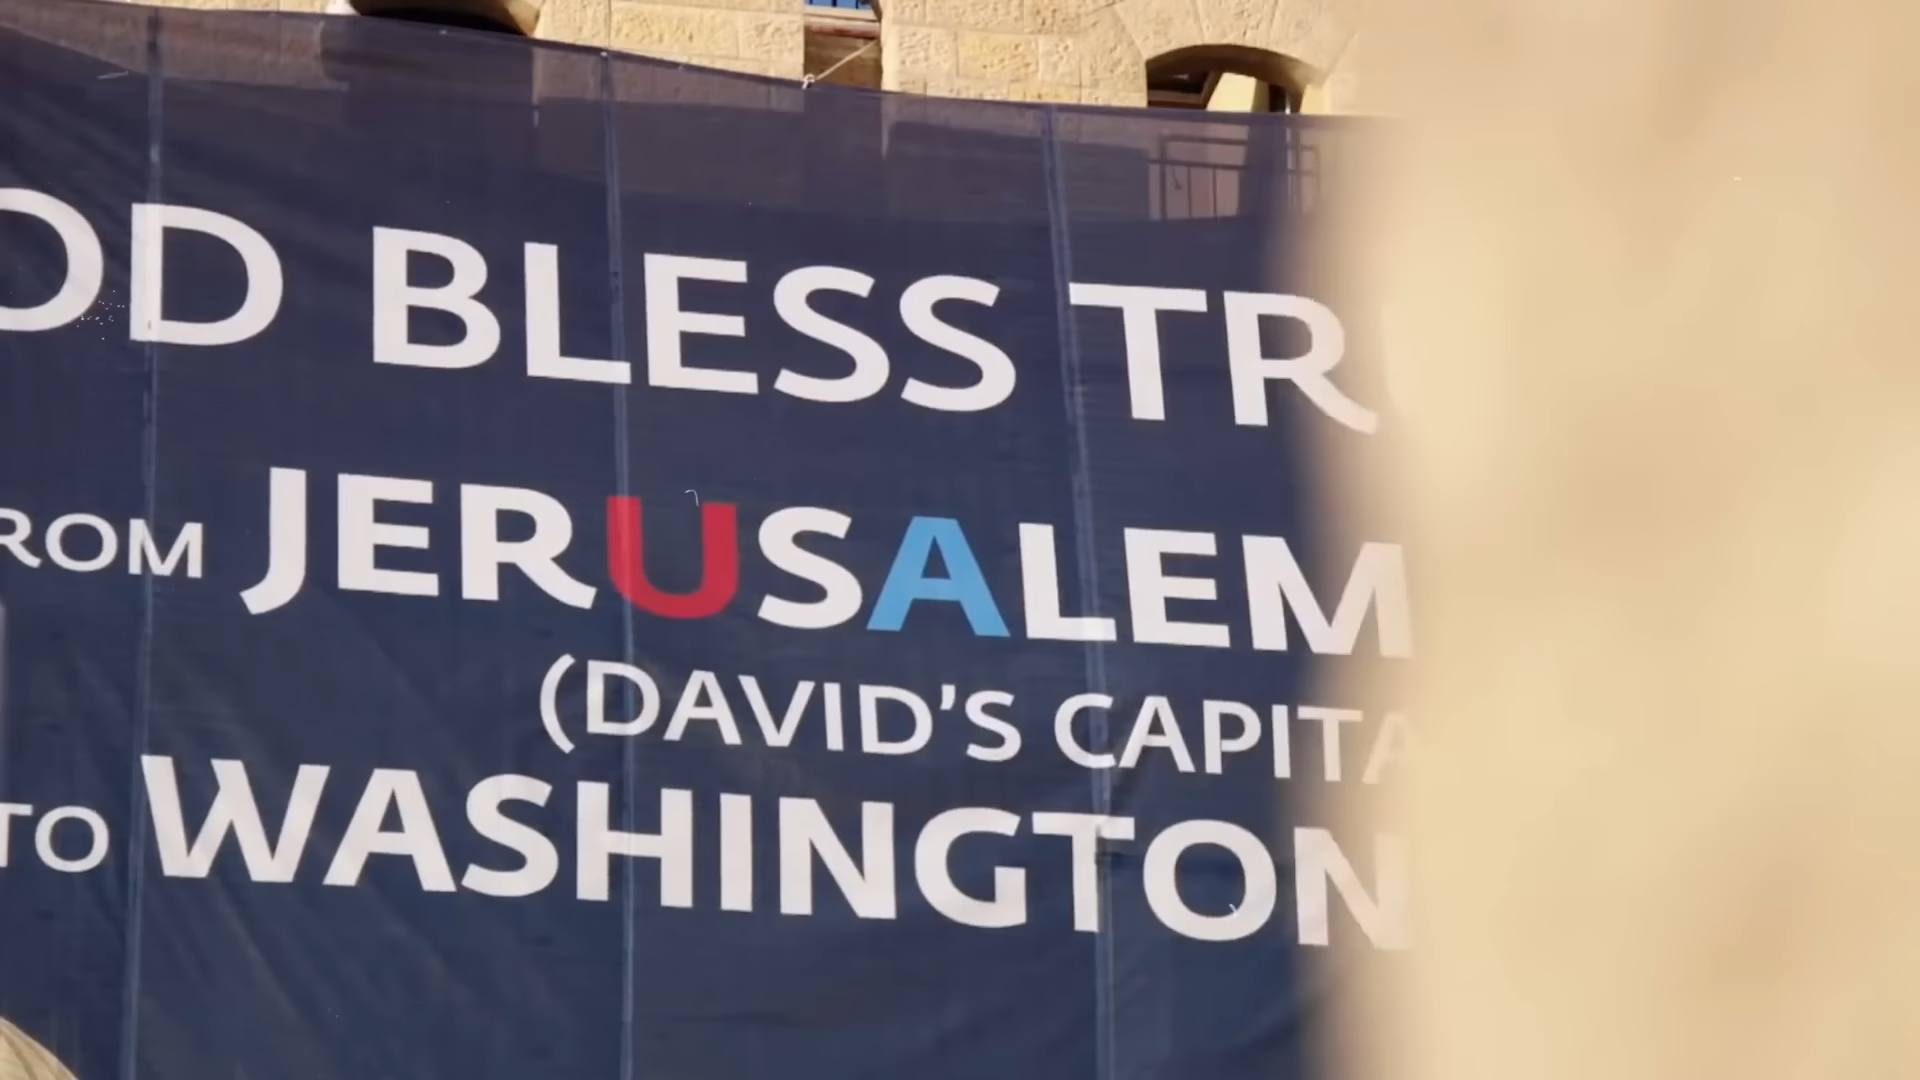 OD BLESS TR
ROM JERUSALEM
(DAVID'S CAPITA
TO WASHINGTON